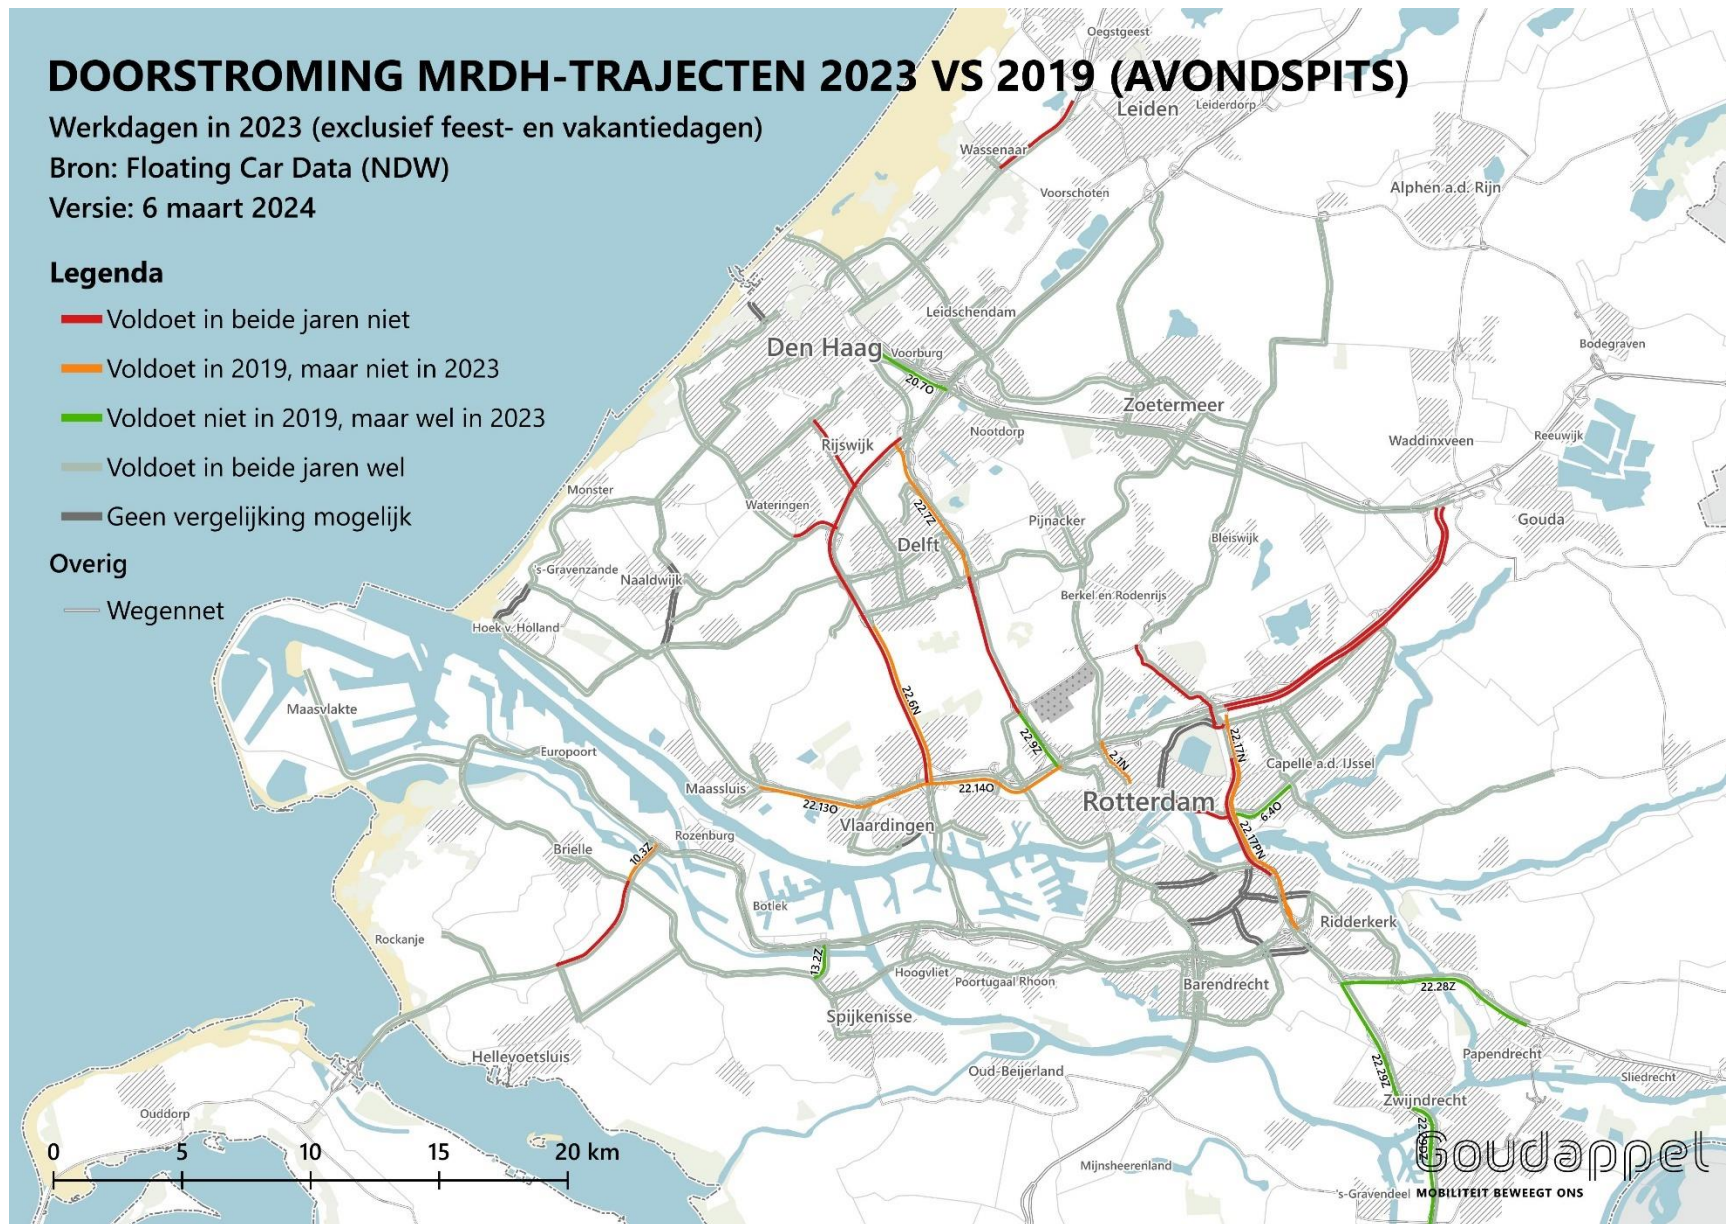 DOORSTROMING MRDH-TRAJECTEN 2023 VS 2019 (AVONDSPITS)
Werkdagen in 2023 (exclusief feest- en vakantiedagen)
Bron: Floating Car Data (NDW)
Versie: 6 maart 2024
Legenda
Voldoet in beide jaren niet
Voldoet in 2019, maar niet in 2023
Voldoet niet in 2019, maar wel in 2023
Voldoet in beide jaren wel
Geen vergelijking mogelijk
Overig
Wegennet
Oegstgeest
Leiden
Leiderdorp
Wassenaar
Voorschoten
Alphen a.d. Rijn
Leidschendam
Den Haag
Voorburg
Bodegraven
20.7O
Zoetermeer
Nootdorp
Rijswijk
Waddinxveen
Reeuwijk
Monster
Wateringen
22.7Z
Pijnacker
Gouda
Delft
Bleiswijk
's-Gravenzande
Naaldwijk
Berkel en Rodenrijs
Hoek v. Holland
22.6N
Maasvlakte
Europoort
22.9Z
22.17N
2.1N
Capelle a.d. IJssel
Maassluis
22.13O
22.14O
Rotterdam
6.4O
Vlaardingen
Rozenburg
22.17PN
Brielle
10.3Z
Botlek
Ridderkerk
Rockanje
13.2Z
Hoogvliet
Poortugaal Rhoon
Barendrecht
22.28Z
Spijkenisse
Hellevoetsluis
Oud-Beijerland
22.29Z
Papendrecht
Sliedrecht
Zwijndrecht
Ouddorp
0 5 10 15 20 km
Mijnsheerenland
's-Gravendeel
Goudappel
MOBILITEIT BEWEEGT ONS